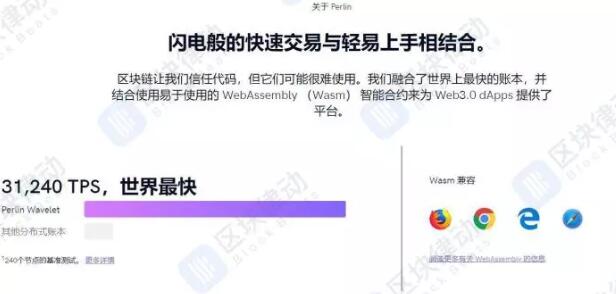 关于 Perlin
闪电般的快速交易与轻易上手相结合。
区块链让我们信任代码，但它们可能很难使用。我们融合了世界上最快的账本，并
结合使用易于使用的 WebAssembly （Wasm） 智能合约来为 Web3.0 dApps 提供了
平台。
31,240 TPS，世界最快
Perlin Wavelet
其他分布式账本
¹240个节点的基准测试。 更多详情
Wasm 兼容
阅读更多有关 WebAssembly 的信息
区块律动
Block Beats